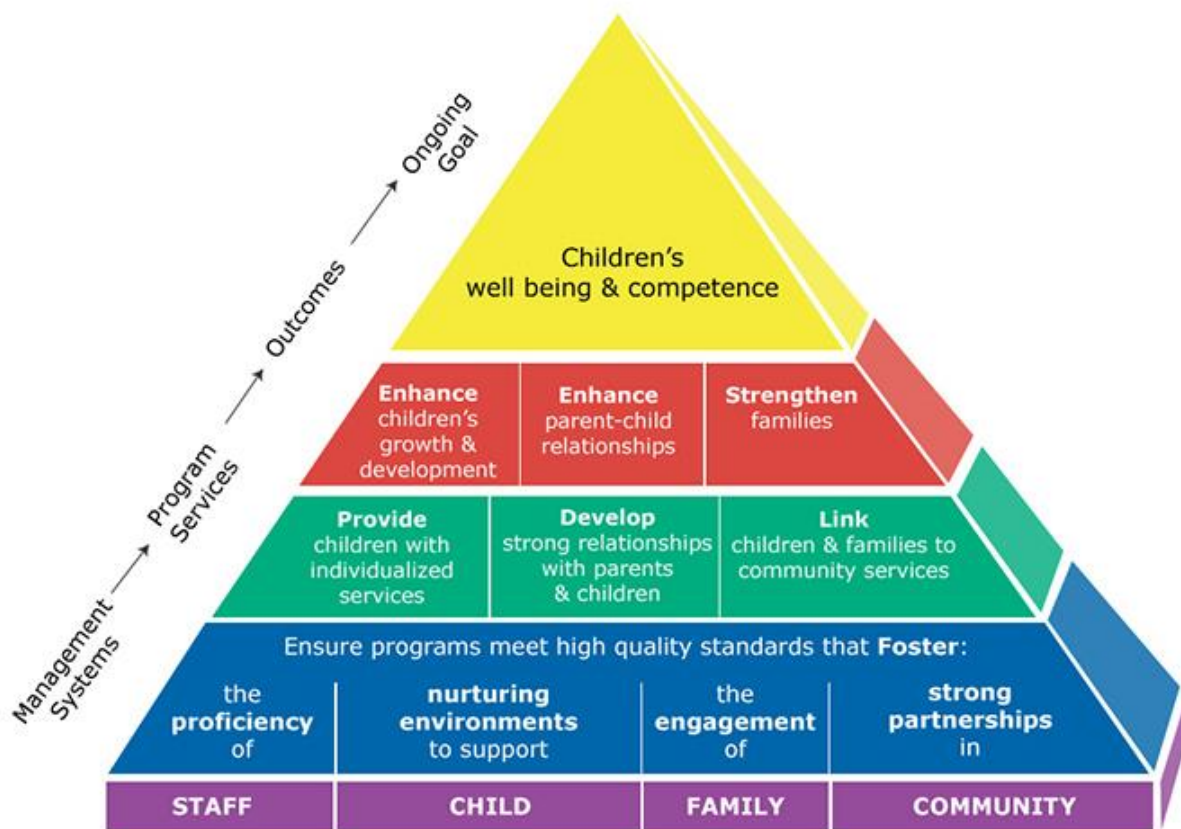 Ongoing
Goal
Outcomes
Program
Services
Management
Systems
Children's
well being & competence
Enhance
children's
growth &
development
Enhance
parent-child
relationships
Strengthen
families
Provide
children with
individualized
services
Develop
strong relationships
with parents
& children
Link
children & families to
community services
Ensure programs meet high quality standards that Foster:
the
proficiency
of
nurturing
environments
to support
the
engagement
of
strong
partnerships
in
STAFF
CHILD
FAMILY
COMMUNITY